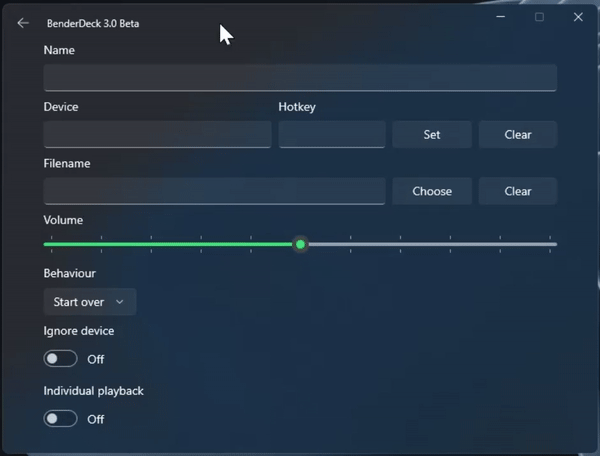 BenderDeck 3.0 Beta
Name
Device Hotkey
Set Clear
Filename
Choose Clear
Volume
Behaviour
Start over
Ignore device
Off
Individual playback
Off